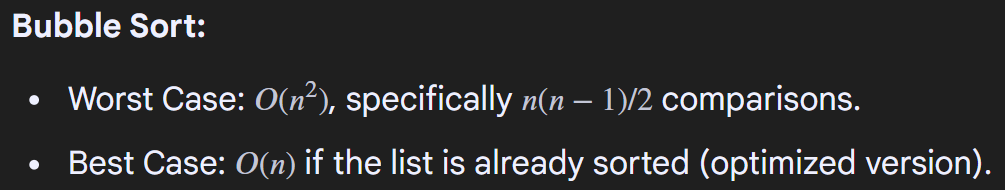 Bubble Sort:
• Worst Case: O(n²), specifically n(n − 1)/2 comparisons.
• Best Case: O(n) if the list is already sorted (optimized version).